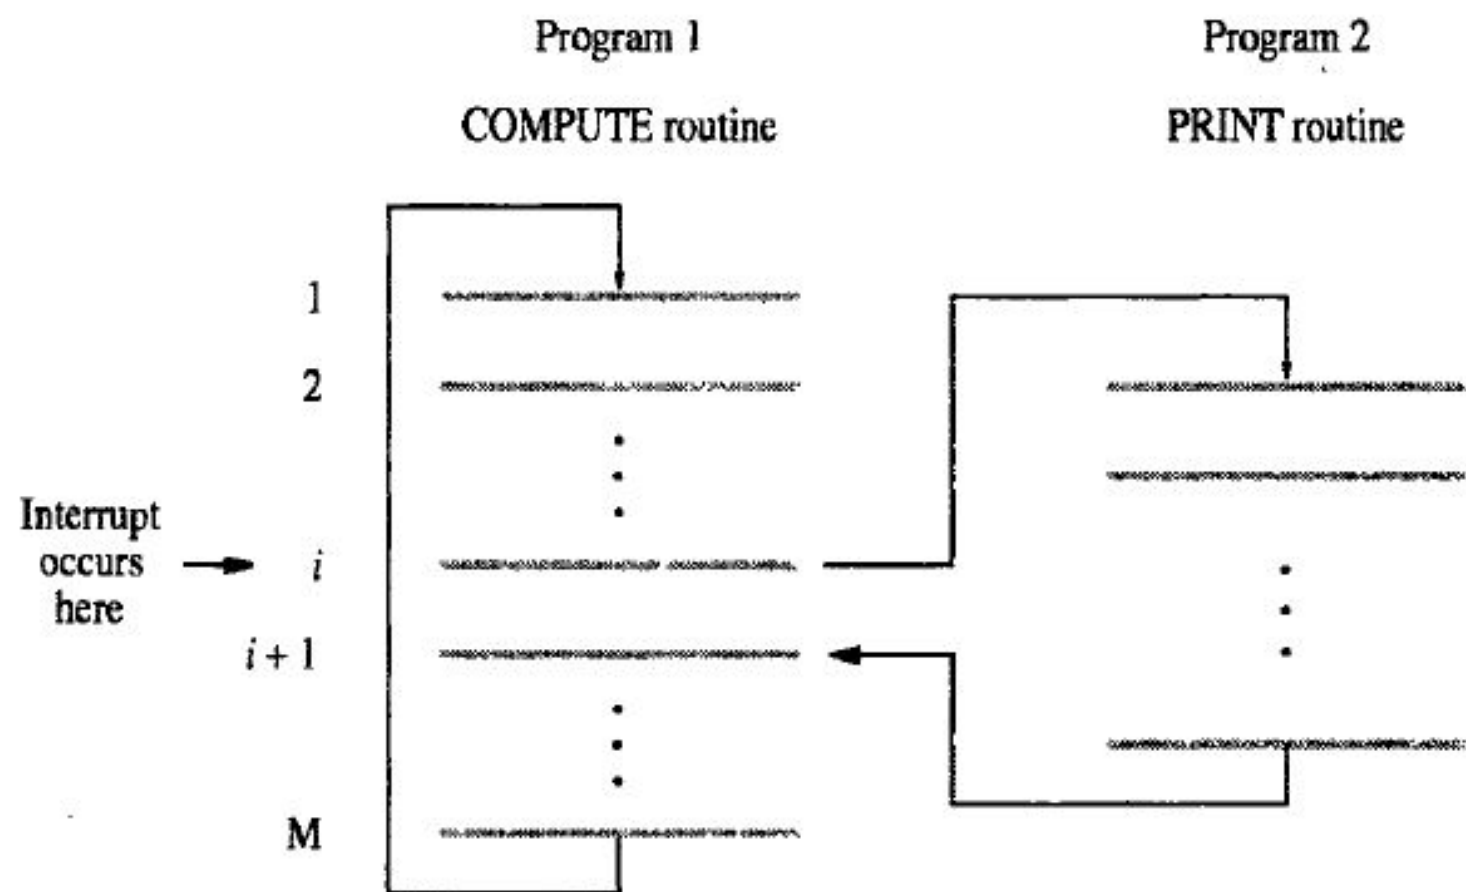 Program 1
Program 2
COMPUTE routine
PRINT routine
1
2
Interrupt
occurs
here
i
i + 1
M